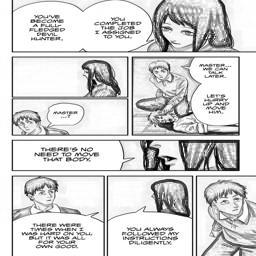 YOU'VE
BECOME
A FULL-
FLEDGED
DEVIL
HUNTER.
YOU
COMPLETED
THE JOB
I ASSIGNED
TO YOU.
MASTER...
WE CAN
TALK
LATER.
LET'S
HURRY
UP AND
MOVE
HIM.
MASTER
...?
THERE'S NO
NEED TO MOVE
THAT BODY.
THERE WERE
TIMES WHEN I
WAS HARD ON YOU,
BUT IT WAS ALL
FOR YOUR
OWN GOOD.
YOU ALWAYS
FOLLOWED MY
INSTRUCTIONS
DILIGENTLY.